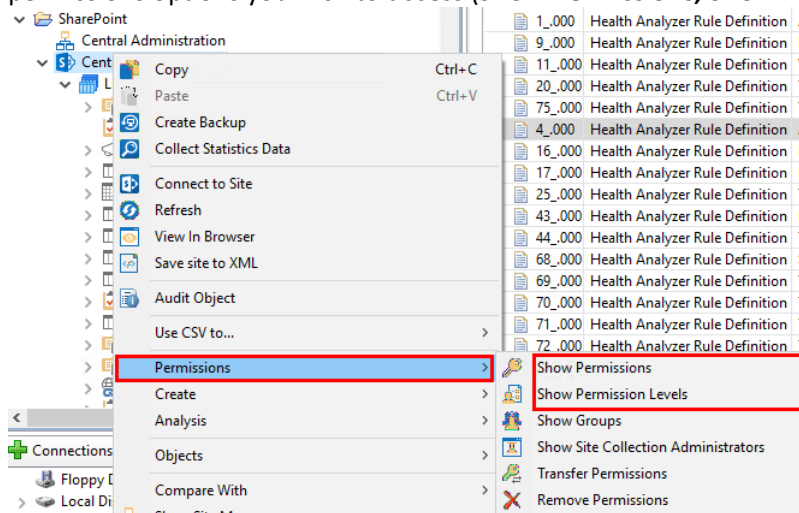 SharePoint
Central Administration
Cent
Copy Ctrl+C
Paste Ctrl+V
Create Backup
Collect Statistics Data
Connect to Site
Refresh
View In Browser
Save site to XML
Audit Object
Use CSV to...
Permissions
Create
Analysis
Objects
Compare With
Show Permissions
Show Permission Levels
Show Groups
Show Site Collection Administrators
Transfer Permissions
Remove Permissions
1_.000 Health Analyzer Rule Definition
9_.000 Health Analyzer Rule Definition
11_.000 Health Analyzer Rule Definition
20_.000 Health Analyzer Rule Definition
75_.000 Health Analyzer Rule Definition
4_.000 Health Analyzer Rule Definition
16_.000 Health Analyzer Rule Definition
17_.000 Health Analyzer Rule Definition
25_.000 Health Analyzer Rule Definition
43_.000 Health Analyzer Rule Definition
44_.000 Health Analyzer Rule Definition
68_.000 Health Analyzer Rule Definition
69_.000 Health Analyzer Rule Definition
70_.000 Health Analyzer Rule Definition
71_.000 Health Analyzer Rule Definition
72_.000 Health Analyzer Rule Definition
Connections
Floppy D
Local Di